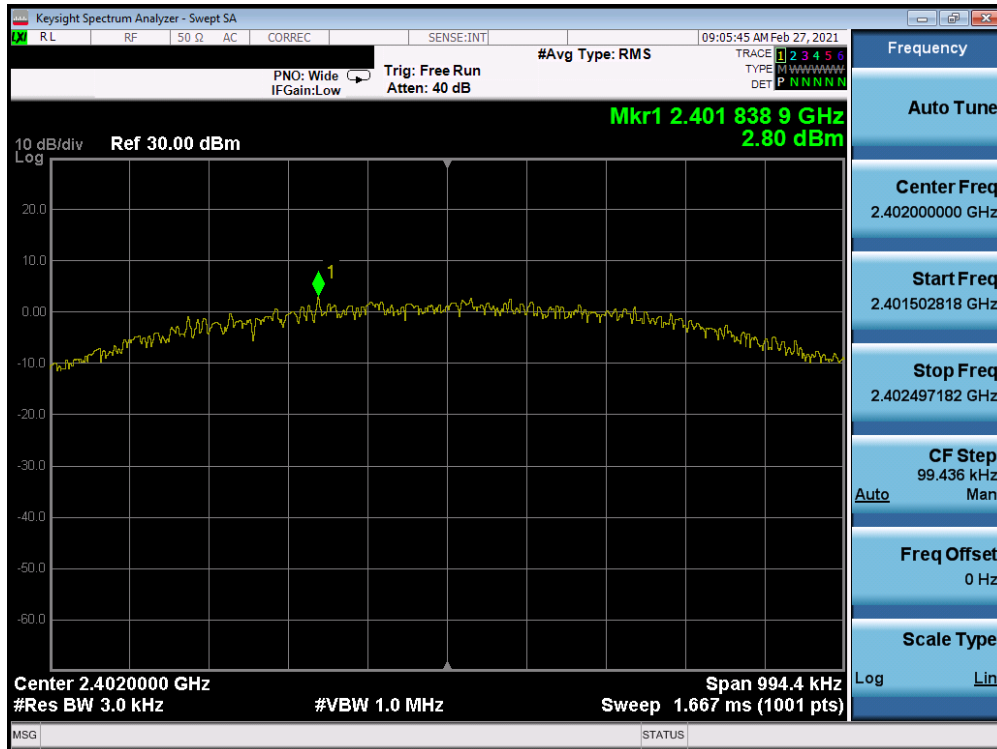 Keysight Spectrum Analyzer - Swept SA
LXI RL RF 50 Ω AC CORREC SENSE:INT 09:05:45 AM Feb 27, 2021
Frequency
#Avg Type: RMS
TRACE 1 2 3 4 5 6
PNO: Wide Trig: Free Run
TYPE M WWWWW
IFGain:Low Atten: 40 dB
DET P N N N N N
Auto Tune
Mkr1 2.401 838 9 GHz
2.80 dBm
10 dB/div Ref 30.00 dBm
Log
1
20.0
10.0
0.00
-10.0
-20.0
-30.0
-40.0
-50.0
-60.0
Center Freq
2.402000000 GHz
Start Freq
2.401502818 GHz
Stop Freq
2.402497182 GHz
CF Step
99.436 kHz
Auto Man
Freq Offset
0 Hz
Scale Type
Log Lin
Center 2.4020000 GHz Span 994.4 kHz
#Res BW 3.0 kHz #VBW 1.0 MHz Sweep 1.667 ms (1001 pts)
MSG STATUS